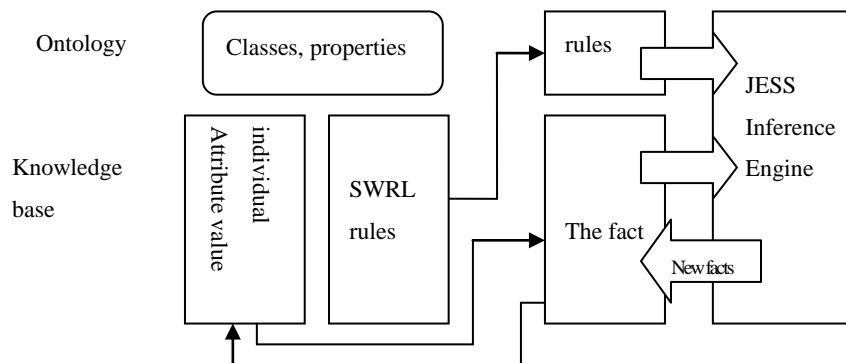 Ontology
Classes, properties
rules
JESS
Inference
Engine
Knowledge
base
individual
Attribute value
SWRL
rules
The fact
New facts